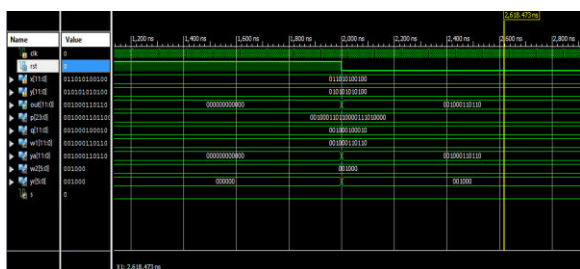 2,618.473 ns
Name Value 1,200 ns 1,400 ns 1,600 ns 1,800 ns 2,000 ns 2,200 ns 2,400 ns 2,600 ns 2,800 ns
clk 0
rst 0
x[11:0] 011010100100 011010100100
y[11:0] 010101010100 010101010100
out[11:0] 001000110110 000000000000 001000110110
p[23:0] 001000110110 001000110110000111010000
q[11:0] 001000100010 001000100010
w1[11:0] 001000110110 001000110110
ya[11:0] 001000110110 000000000000 001000110110
w2[5:0] 001000 001000
yr[5:0] 001000 000000 001000
s 0
X1: 2,618.473 ns